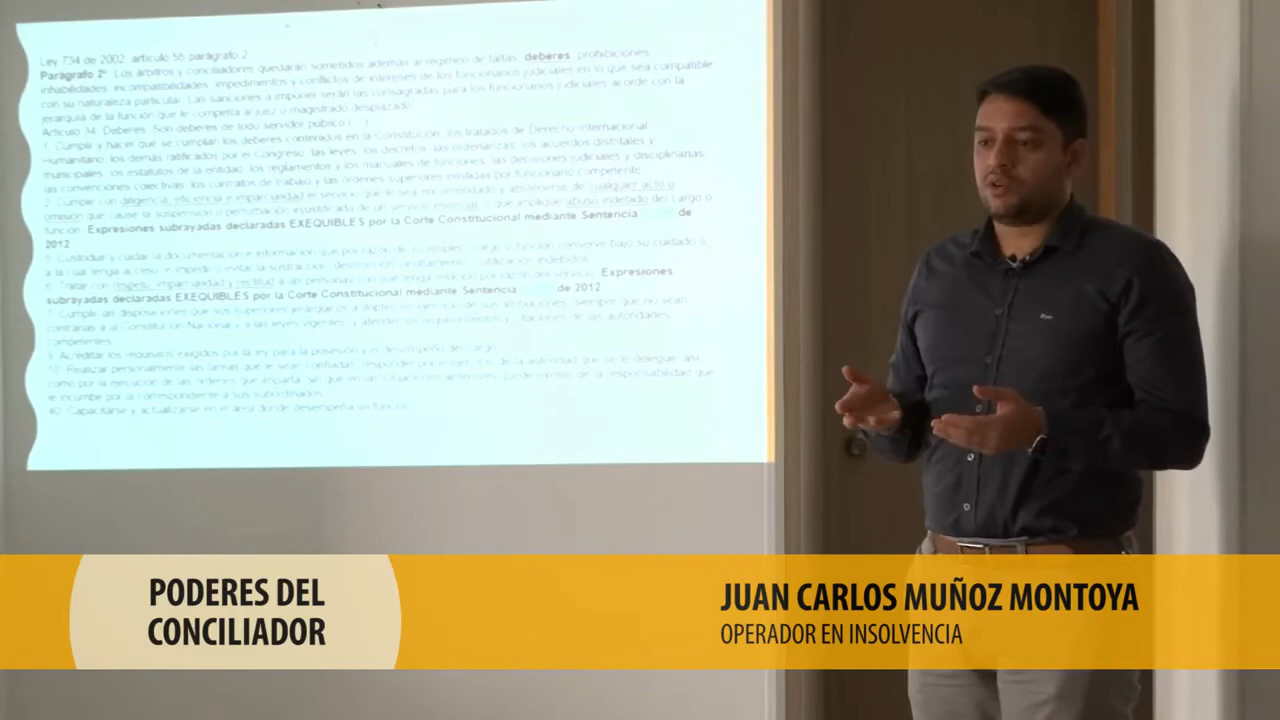 Ley 734 de 2002 artículo 55 parágrafo 2
Parágrafo 2° Los árbitros y conciliadores quedarán sometidos además al régimen de faltas, deberes, prohibiciones,
inhabilidades, incompatibilidades, impedimentos y conflictos de intereses de los funcionarios judiciales en lo que sea compatible
con su naturaleza particular. Las sanciones a imponer serán las consagradas para los funcionarios judiciales acorde con la
jerarquía de la función que le competía al juez o magistrado desplazado.
Artículo 34. Deberes. Son deberes de todo servidor público (...)
1. Cumplir y hacer que se cumplan los deberes contenidos en la Constitución, los tratados de Derecho Internacional
Humanitario, los demás ratificados por el Congreso, las leyes, los decretos, las ordenanzas, los acuerdos distritales y
municipales, los estatutos de la entidad, los reglamentos y los manuales de funciones, las decisiones judiciales y disciplinarias,
las convenciones colectivas, los contratos de trabajo y las órdenes superiores emitidas por funcionario competente.
2. Cumplir con diligencia, eficiencia e imparcialidad el servicio que le sea encomendado y abstenerse de cualquier acto u
omisión que cause la suspensión o perturbación injustificada de un servicio esencial, o que implique abuso indebido del cargo o
función. Expresiones subrayadas declaradas EXEQUIBLES por la Corte Constitucional mediante Sentencia de
2012
5. Custodiar y cuidar la documentación e información que por razón de su empleo, cargo o función conserve bajo su cuidado o
a la cual tenga acceso, e impedir o evitar la sustracción, destrucción, ocultamiento o utilización indebidos.
6. Tratar con respeto, imparcialidad y rectitud a las personas con que tenga relación por razón del servicio. Expresiones
subrayadas declaradas EXEQUIBLES por la Corte Constitucional mediante Sentencia de 2012
7. Cumplir las disposiciones que sus superiores jerárquicos adopten en ejercicio de sus atribuciones, siempre que no sean
contrarias a la Constitución Nacional y a las leyes vigentes, y atender los requerimientos y citaciones de las autoridades
competentes.
9. Acreditar los requisitos exigidos por la ley para la posesión y el desempeño del cargo.
10. Realizar personalmente las tareas que le sean confiadas, responder por el ejercicio de la autoridad que se le delegue, así
como por la ejecución de las órdenes que imparta, sin que en las situaciones anteriores quede exento de la responsabilidad que
le incumbe por la correspondiente a sus subordinados.
40. Capacitarse y actualizarse en el área donde desempeña su función.
PODERES DEL
CONCILIADOR
JUAN CARLOS MUÑOZ MONTOYA
OPERADOR EN INSOLVENCIA